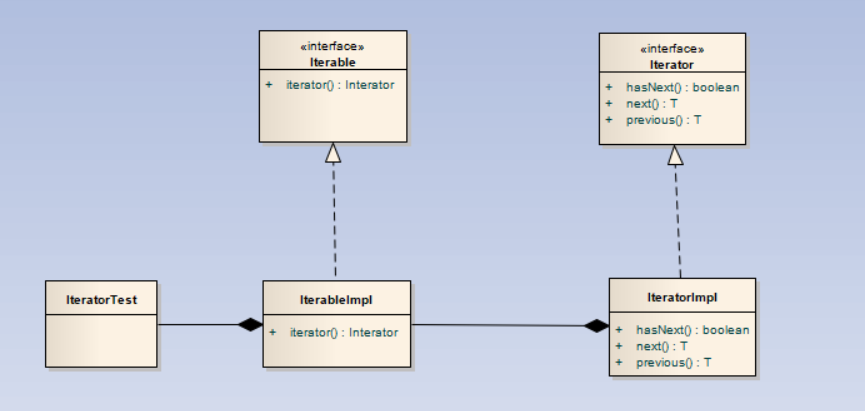 «interface»
Iterable
+ iterator() : Interator
«interface»
Iterator
+ hasNext() : boolean
+ next() : T
+ previous() : T
IteratorTest
IterableImpl
+ iterator() : Interator
IteratorImpl
+ hasNext() : boolean
+ next() : T
+ previous() : T